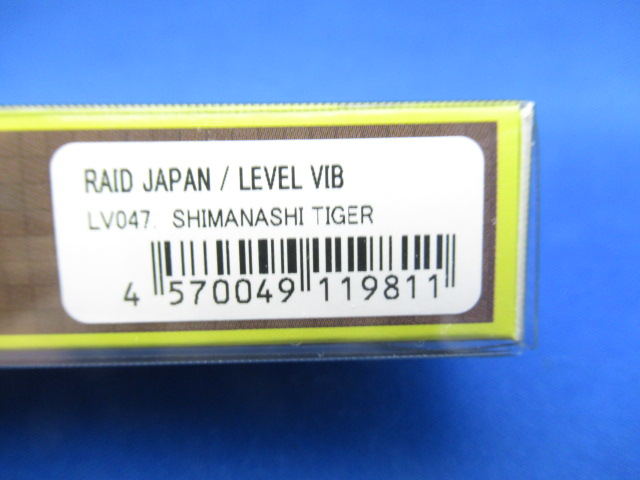 RAID JAPAN / LEVEL VIB
LV047. SHIMANASHI TIGER
4 570049 119811